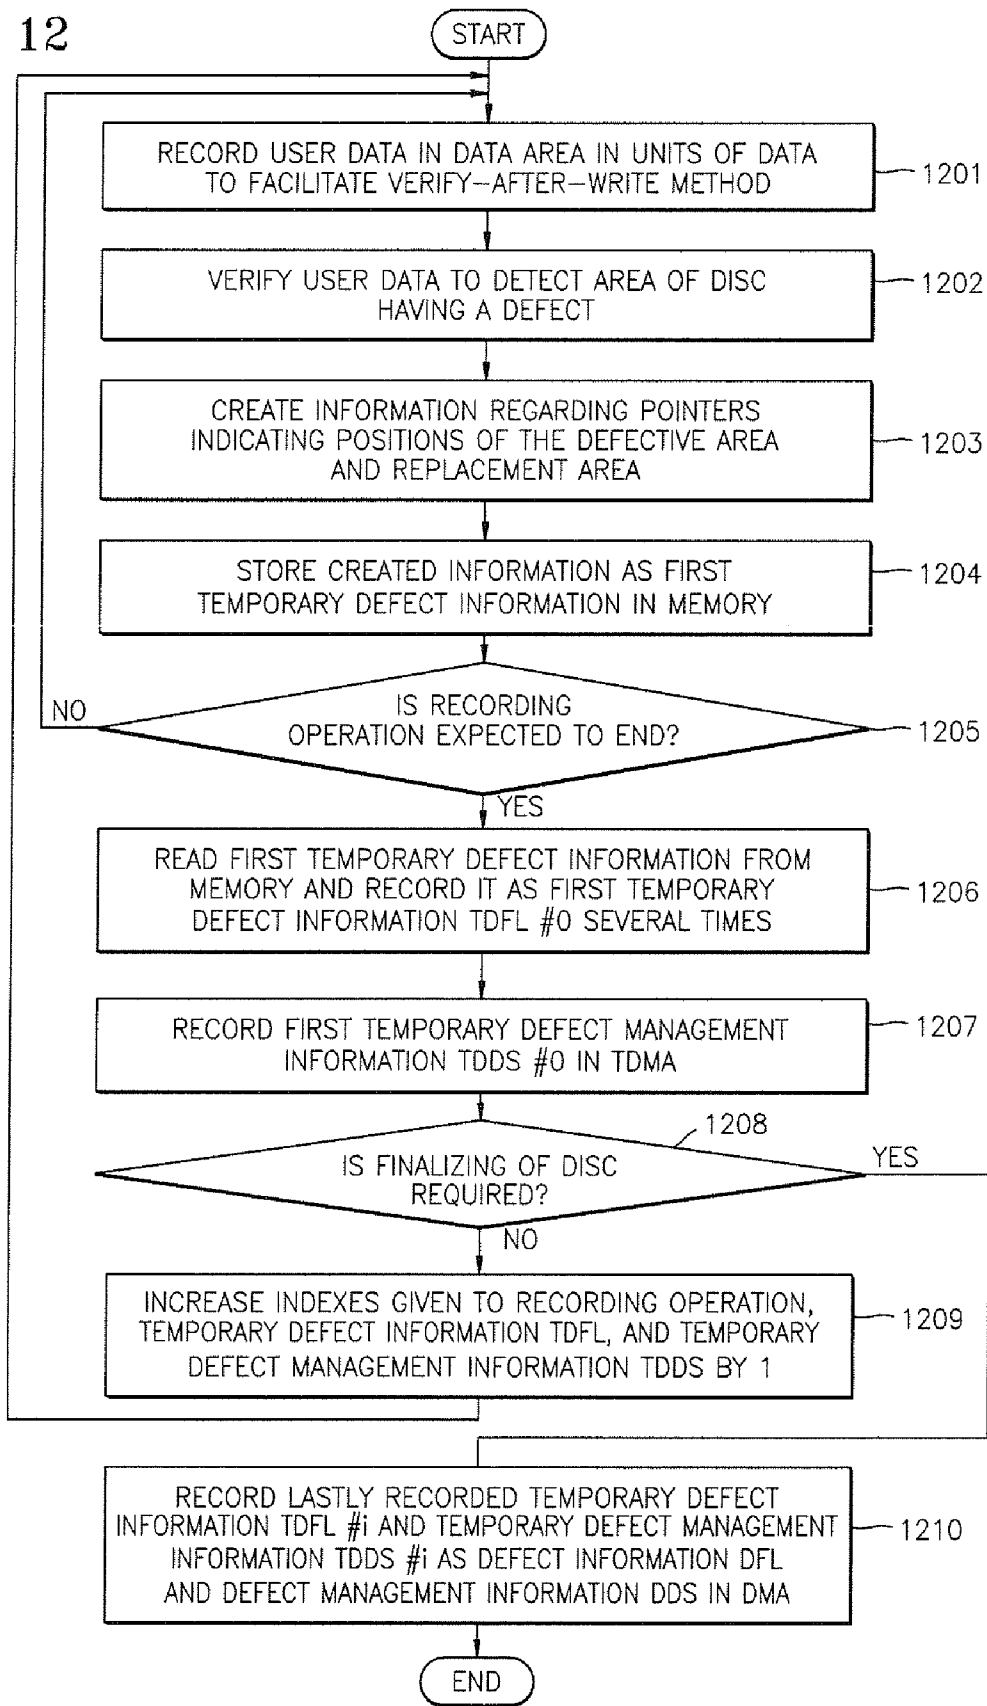 12
START
RECORD USER DATA IN DATA AREA IN UNITS OF DATA
TO FACILITATE VERIFY-AFTER-WRITE METHOD
1201
VERIFY USER DATA TO DETECT AREA OF DISC
HAVING A DEFECT
1202
CREATE INFORMATION REGARDING POINTERS
INDICATING POSITIONS OF THE DEFECTIVE AREA
AND REPLACEMENT AREA
1203
STORE CREATED INFORMATION AS FIRST
TEMPORARY DEFECT INFORMATION IN MEMORY
1204
NO
IS RECORDING
OPERATION EXPECTED TO END?
1205
YES
READ FIRST TEMPORARY DEFECT INFORMATION FROM
MEMORY AND RECORD IT AS FIRST TEMPORARY
DEFECT INFORMATION TDFL #0 SEVERAL TIMES
1206
RECORD FIRST TEMPORARY DEFECT MANAGEMENT
INFORMATION TDDS #0 IN TDMA
1207
1208
IS FINALIZING OF DISC
REQUIRED?
YES
NO
INCREASE INDEXES GIVEN TO RECORDING OPERATION,
TEMPORARY DEFECT INFORMATION TDFL, AND TEMPORARY
DEFECT MANAGEMENT INFORMATION TDDS BY 1
1209
RECORD LASTLY RECORDED TEMPORARY DEFECT
INFORMATION TDFL #i AND TEMPORARY DEFECT MANAGEMENT
INFORMATION TDDS #i AS DEFECT INFORMATION DFL
AND DEFECT MANAGEMENT INFORMATION DDS IN DMA
1210
END